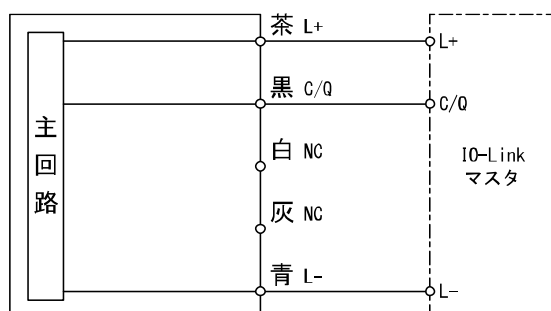 茶 L+
L+
黒 C/Q
C/Q
主回路
白 NC
IO-Link
マスタ
灰 NC
青 L-
L-